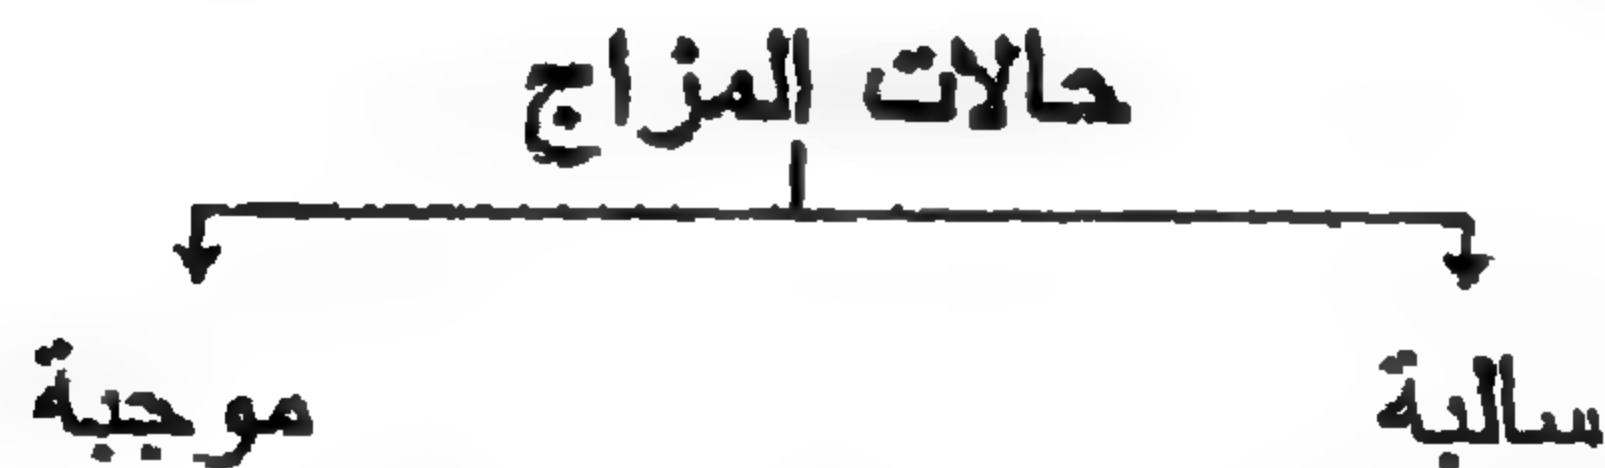 حالات المزاج
سالبة
موجبة